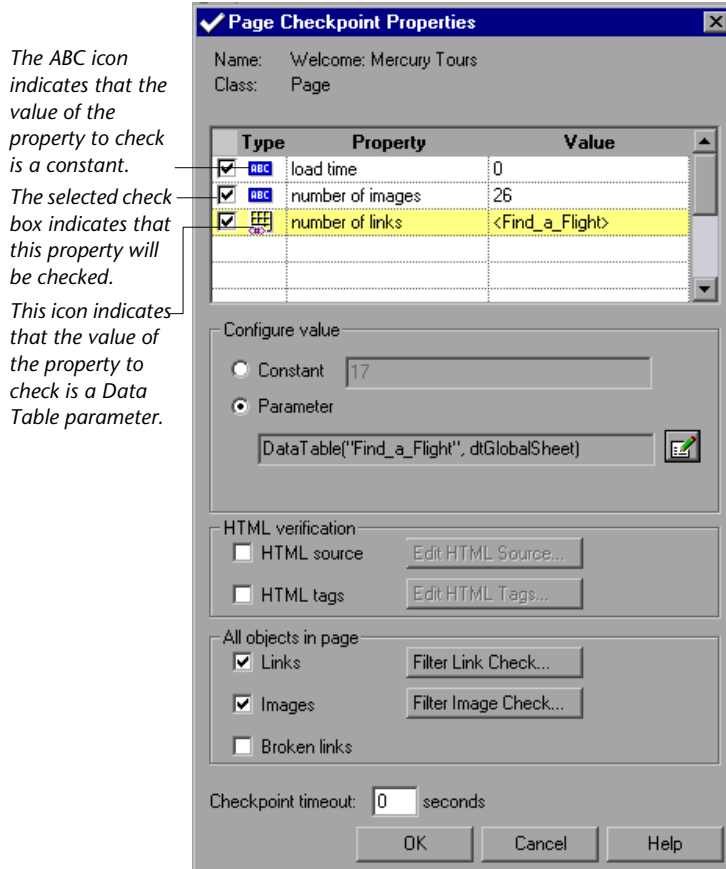 Page Checkpoint Properties
The ABC icon
indicates that the
value of the
property to check
is a constant.
The selected check
box indicates that
this property will
be checked.
This icon indicates
that the value of
the property to
check is a Data
Table parameter.
Name: Welcome: Mercury Tours
Class: Page
Type Property Value
ABC load time 0
ABC number of images 26
<#> number of links <Find_a_Flight>
Configure value
Constant 17
Parameter
DataTable("Find_a_Flight", dtGlobalSheet)
HTML verification
HTML source Edit HTML Source...
HTML tags Edit HTML Tags...
All objects in page
Links Filter Link Check...
Images Filter Image Check...
Broken links
Checkpoint timeout: 0 seconds
OK Cancel Help